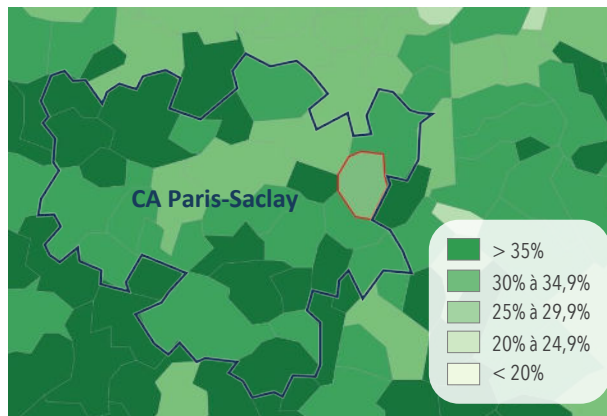 CA Paris-Saclay
> 35%
30% à 34,9%
25% à 29,9%
20% à 24,9%
< 20%